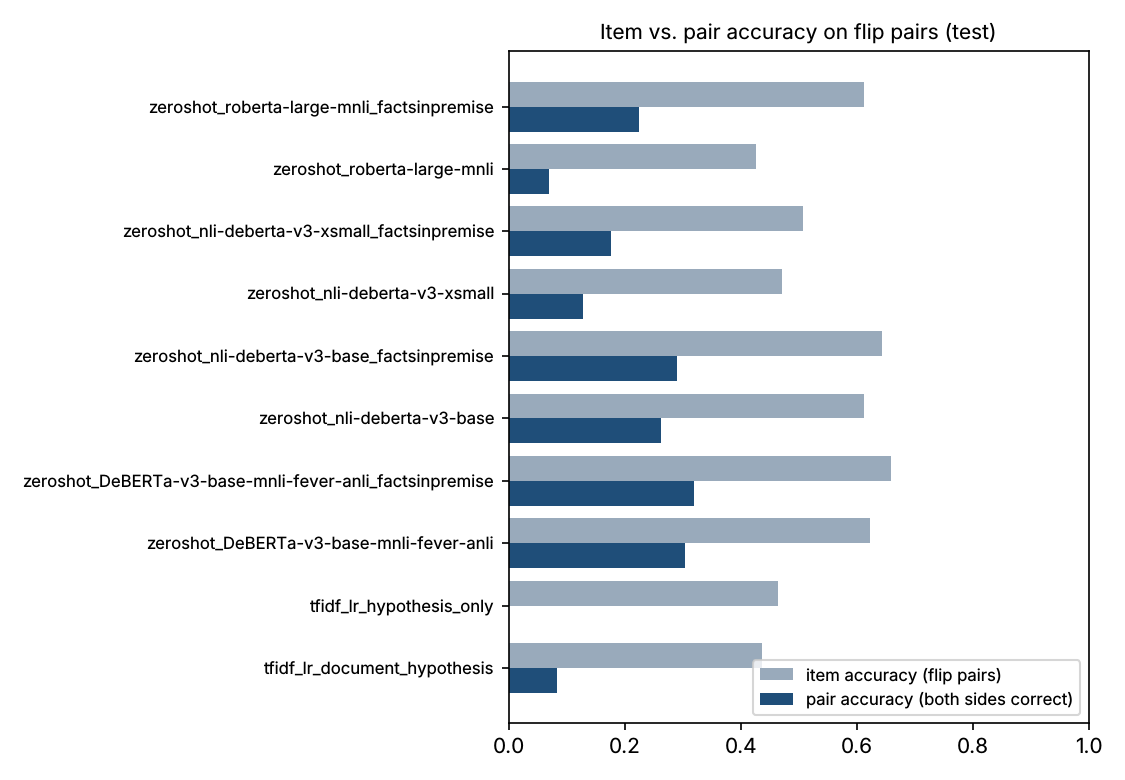 Item vs. pair accuracy on flip pairs (test)
zeroshot_roberta-large-mnli_factsinpremise
zeroshot_roberta-large-mnli
zeroshot_nli-deberta-v3-xsmall_factsinpremise
zeroshot_nli-deberta-v3-xsmall
zeroshot_nli-deberta-v3-base_factsinpremise
zeroshot_nli-deberta-v3-base
zeroshot_DeBERTa-v3-base-mnli-fever-anli_factsinpremise
zeroshot_DeBERTa-v3-base-mnli-fever-anli
tfidf_lr_hypothesis_only
tfidf_lr_document_hypothesis
item accuracy (flip pairs)
pair accuracy (both sides correct)
0.0 0.2 0.4 0.6 0.8 1.0